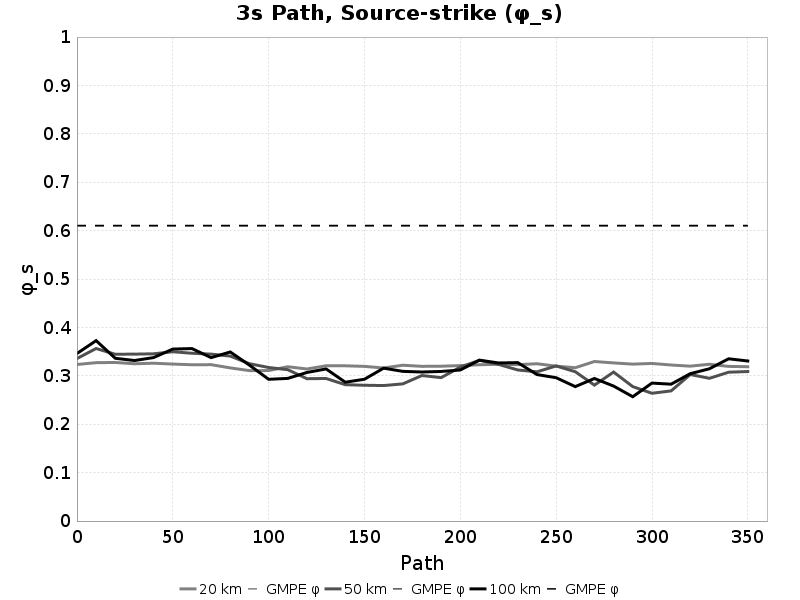 3s Path, Source-strike (φ_s)
1
0.9
0.8
0.7
0.6
0.5
0.4
0.3
0.2
0.1
0
φ_s
0 50 100 150 200 250 300 350
Path
20 km GMPE φ 50 km GMPE φ 100 km GMPE φ